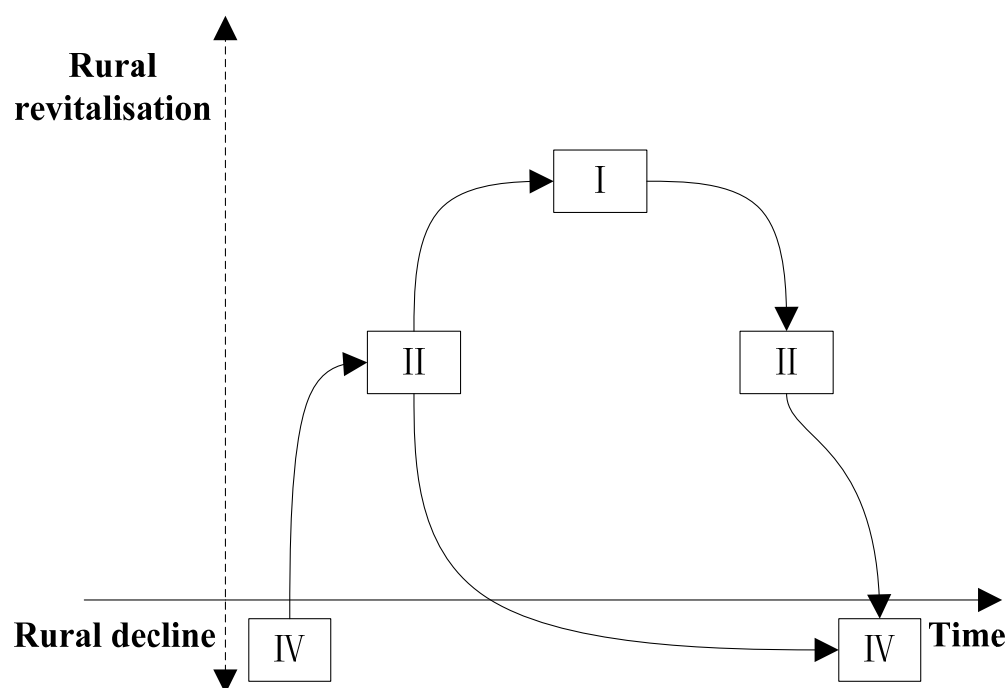 Rural
revitalisation
I
II
II
Rural decline
IV
IV
Time